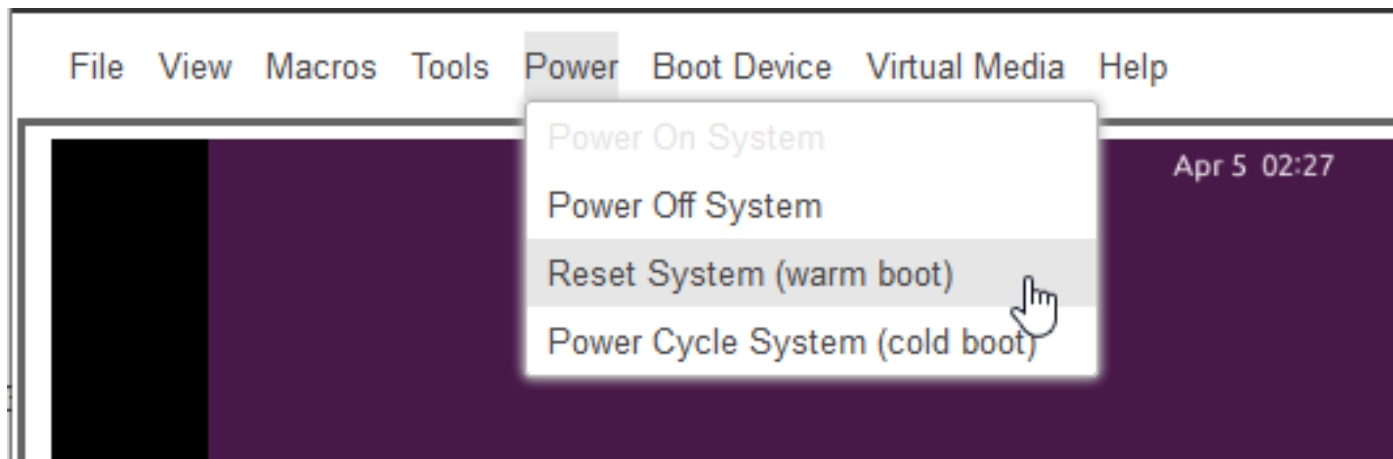 File View Macros Tools Power Boot Device Virtual Media Help
Power On System
Apr 5 02:27
Power Off System
Reset System (warm boot)
Power Cycle System (cold boot)